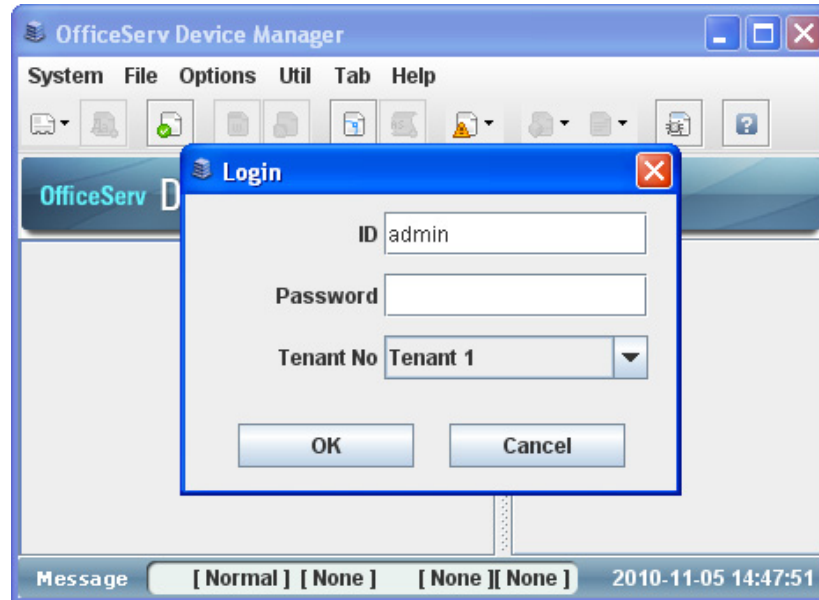 OfficeServ Device Manager
System File Options Util Tab Help
OfficeServ D
Login
ID admin
Password
Tenant No Tenant 1
OK Cancel
Message [ Normal ] [ None ] [ None ][ None ] 2010-11-05 14:47:51